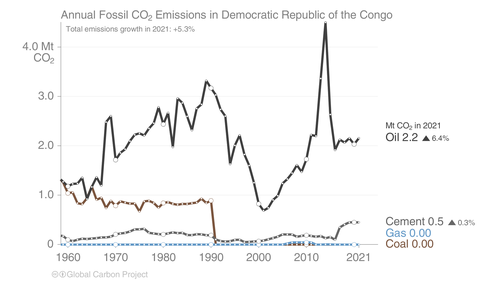 Annual Fossil CO₂ Emissions in Democratic Republic of the Congo
Total emissions growth in 2021: +5.3%
4.0 Mt
CO₂
3.0
2.0
1.0
0
1960 1970 1980 1990 2000 2010 2021
Mt CO₂ in 2021
Oil 2.2 ▲ 6.4%
Cement 0.5 ▲ 0.3%
Gas 0.00
Coal 0.00
Global Carbon Project